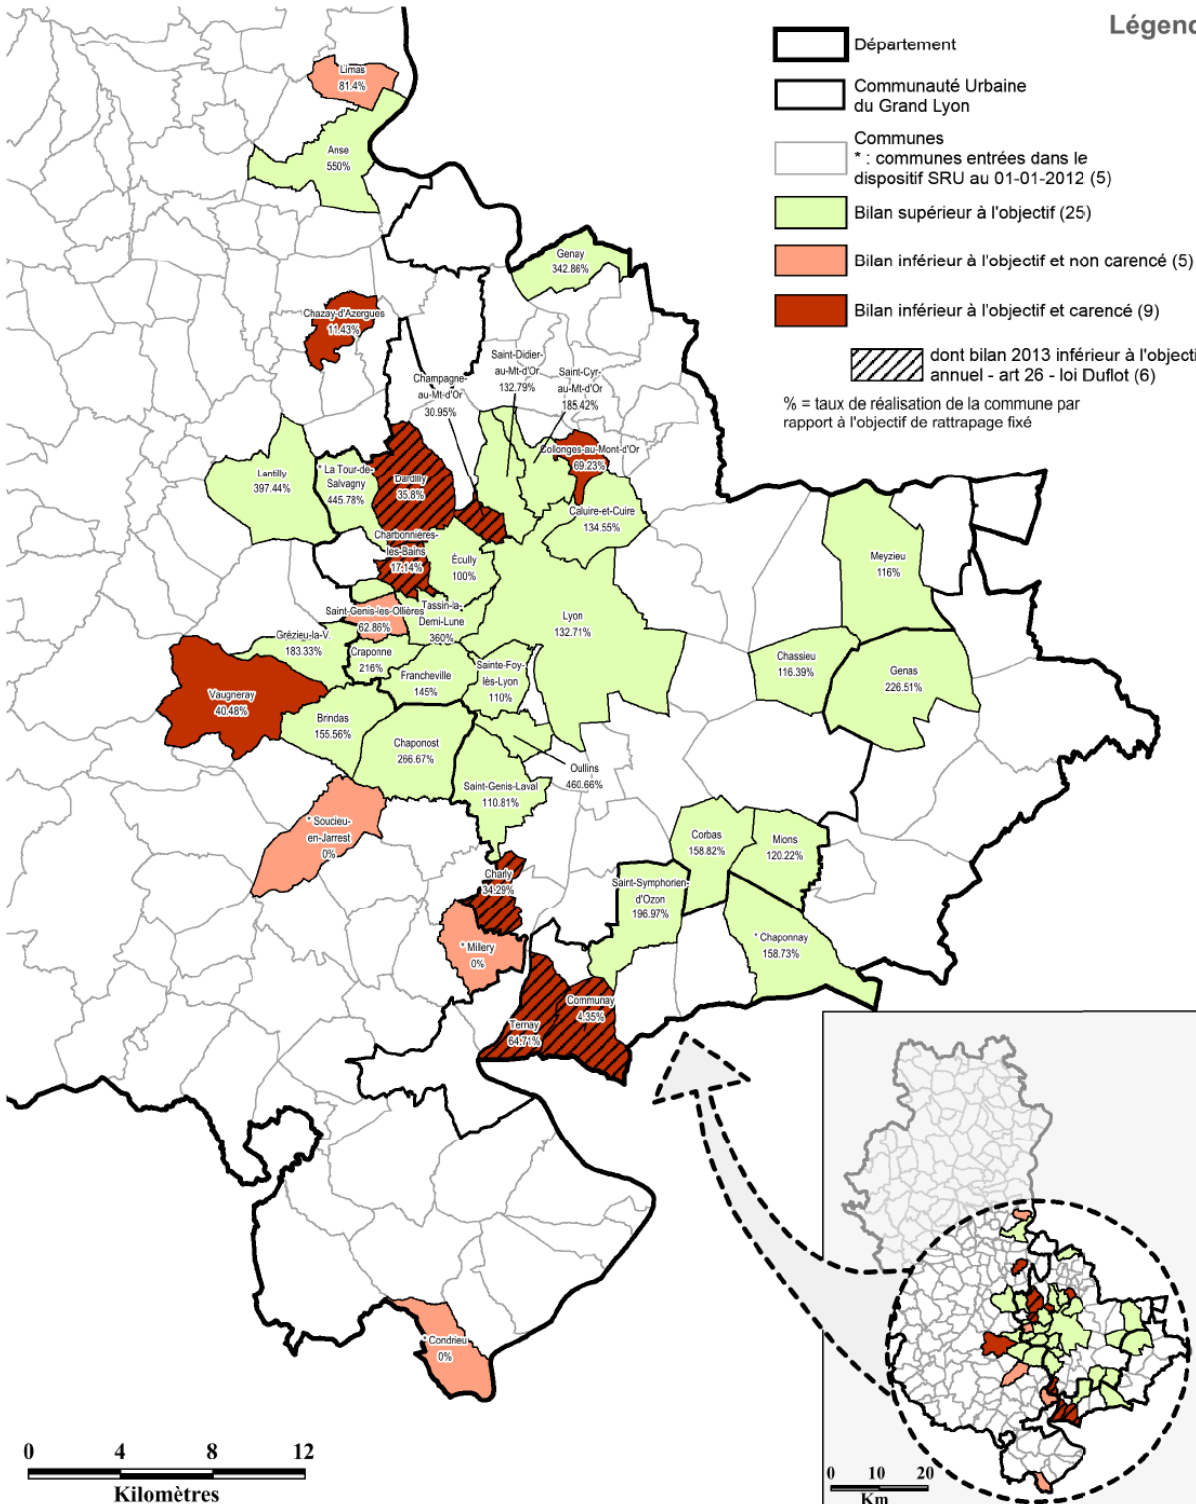 Légend
Département
Communauté Urbaine
du Grand Lyon
Communes
* : communes entrées dans le
dispositif SRU au 01-01-2012 (5)
Bilan supérieur à l'objectif (25)
Bilan inférieur à l'objectif et non carencé (5)
Bilan inférieur à l'objectif et carencé (9)
dont bilan 2013 inférieur à l'objecti
annuel - art 26 - loi Duflot (6)
% = taux de réalisation de la commune par
rapport à l'objectif de rattrapage fixé
Limas
81.4%
Anse
550%
Genay
342.86%
Chazay-d'Azergues
11.43%
Saint-Didier-
au-Mt-d'Or
132.79%
Saint-Cyr-
au-Mt-d'Or
185.42%
Champagne-
au-Mt-d'Or
30.95%
Collonges-au-Mont-d'Or
69.23%
Lentilly
397.44%
* La Tour-de-
Salvagny
445.78%
Dardilly
35.8%
Caluire-et-Cuire
134.55%
Charbonnières-
les-Bains
17.14%
Écully
100%
Meyzieu
116%
Saint-Genis-les-Ollières
62.86%
Tassin-la-
Demi-Lune
360%
Lyon
132.71%
Grézieu-la-V.
183.33%
Craponne
216%
Francheville
145%
Sainte-Foy-
lès-Lyon
110%
Chassieu
116.39%
Genas
226.51%
Vaugneray
40.48%
Brindas
155.56%
Chaponost
266.67%
Oullins
460.66%
Saint-Genis-Laval
110.81%
* Soucieu-
en-Jarrest
0%
Corbas
158.82%
Mions
120.22%
Charly
34.29%
Saint-Symphorien-
d'Ozon
196.97%
* Chaponnay
158.73%
* Millery
0%
Communay
4.35%
Ternay
64.71%
* Condrieu
0%
0 4 8 12
Kilomètres
0 10 20
Km